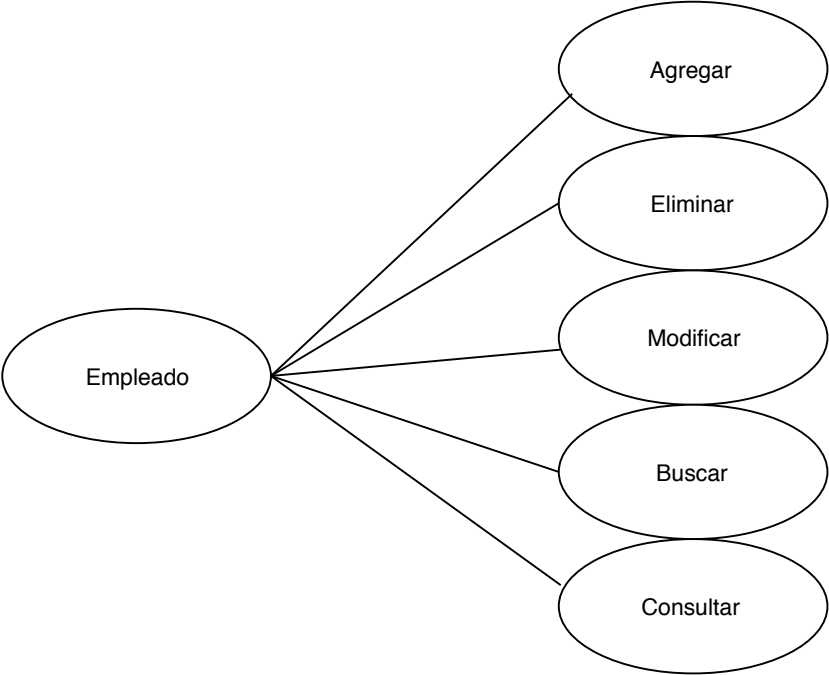 Agregar
Eliminar
Modificar
Empleado
Buscar
Consultar